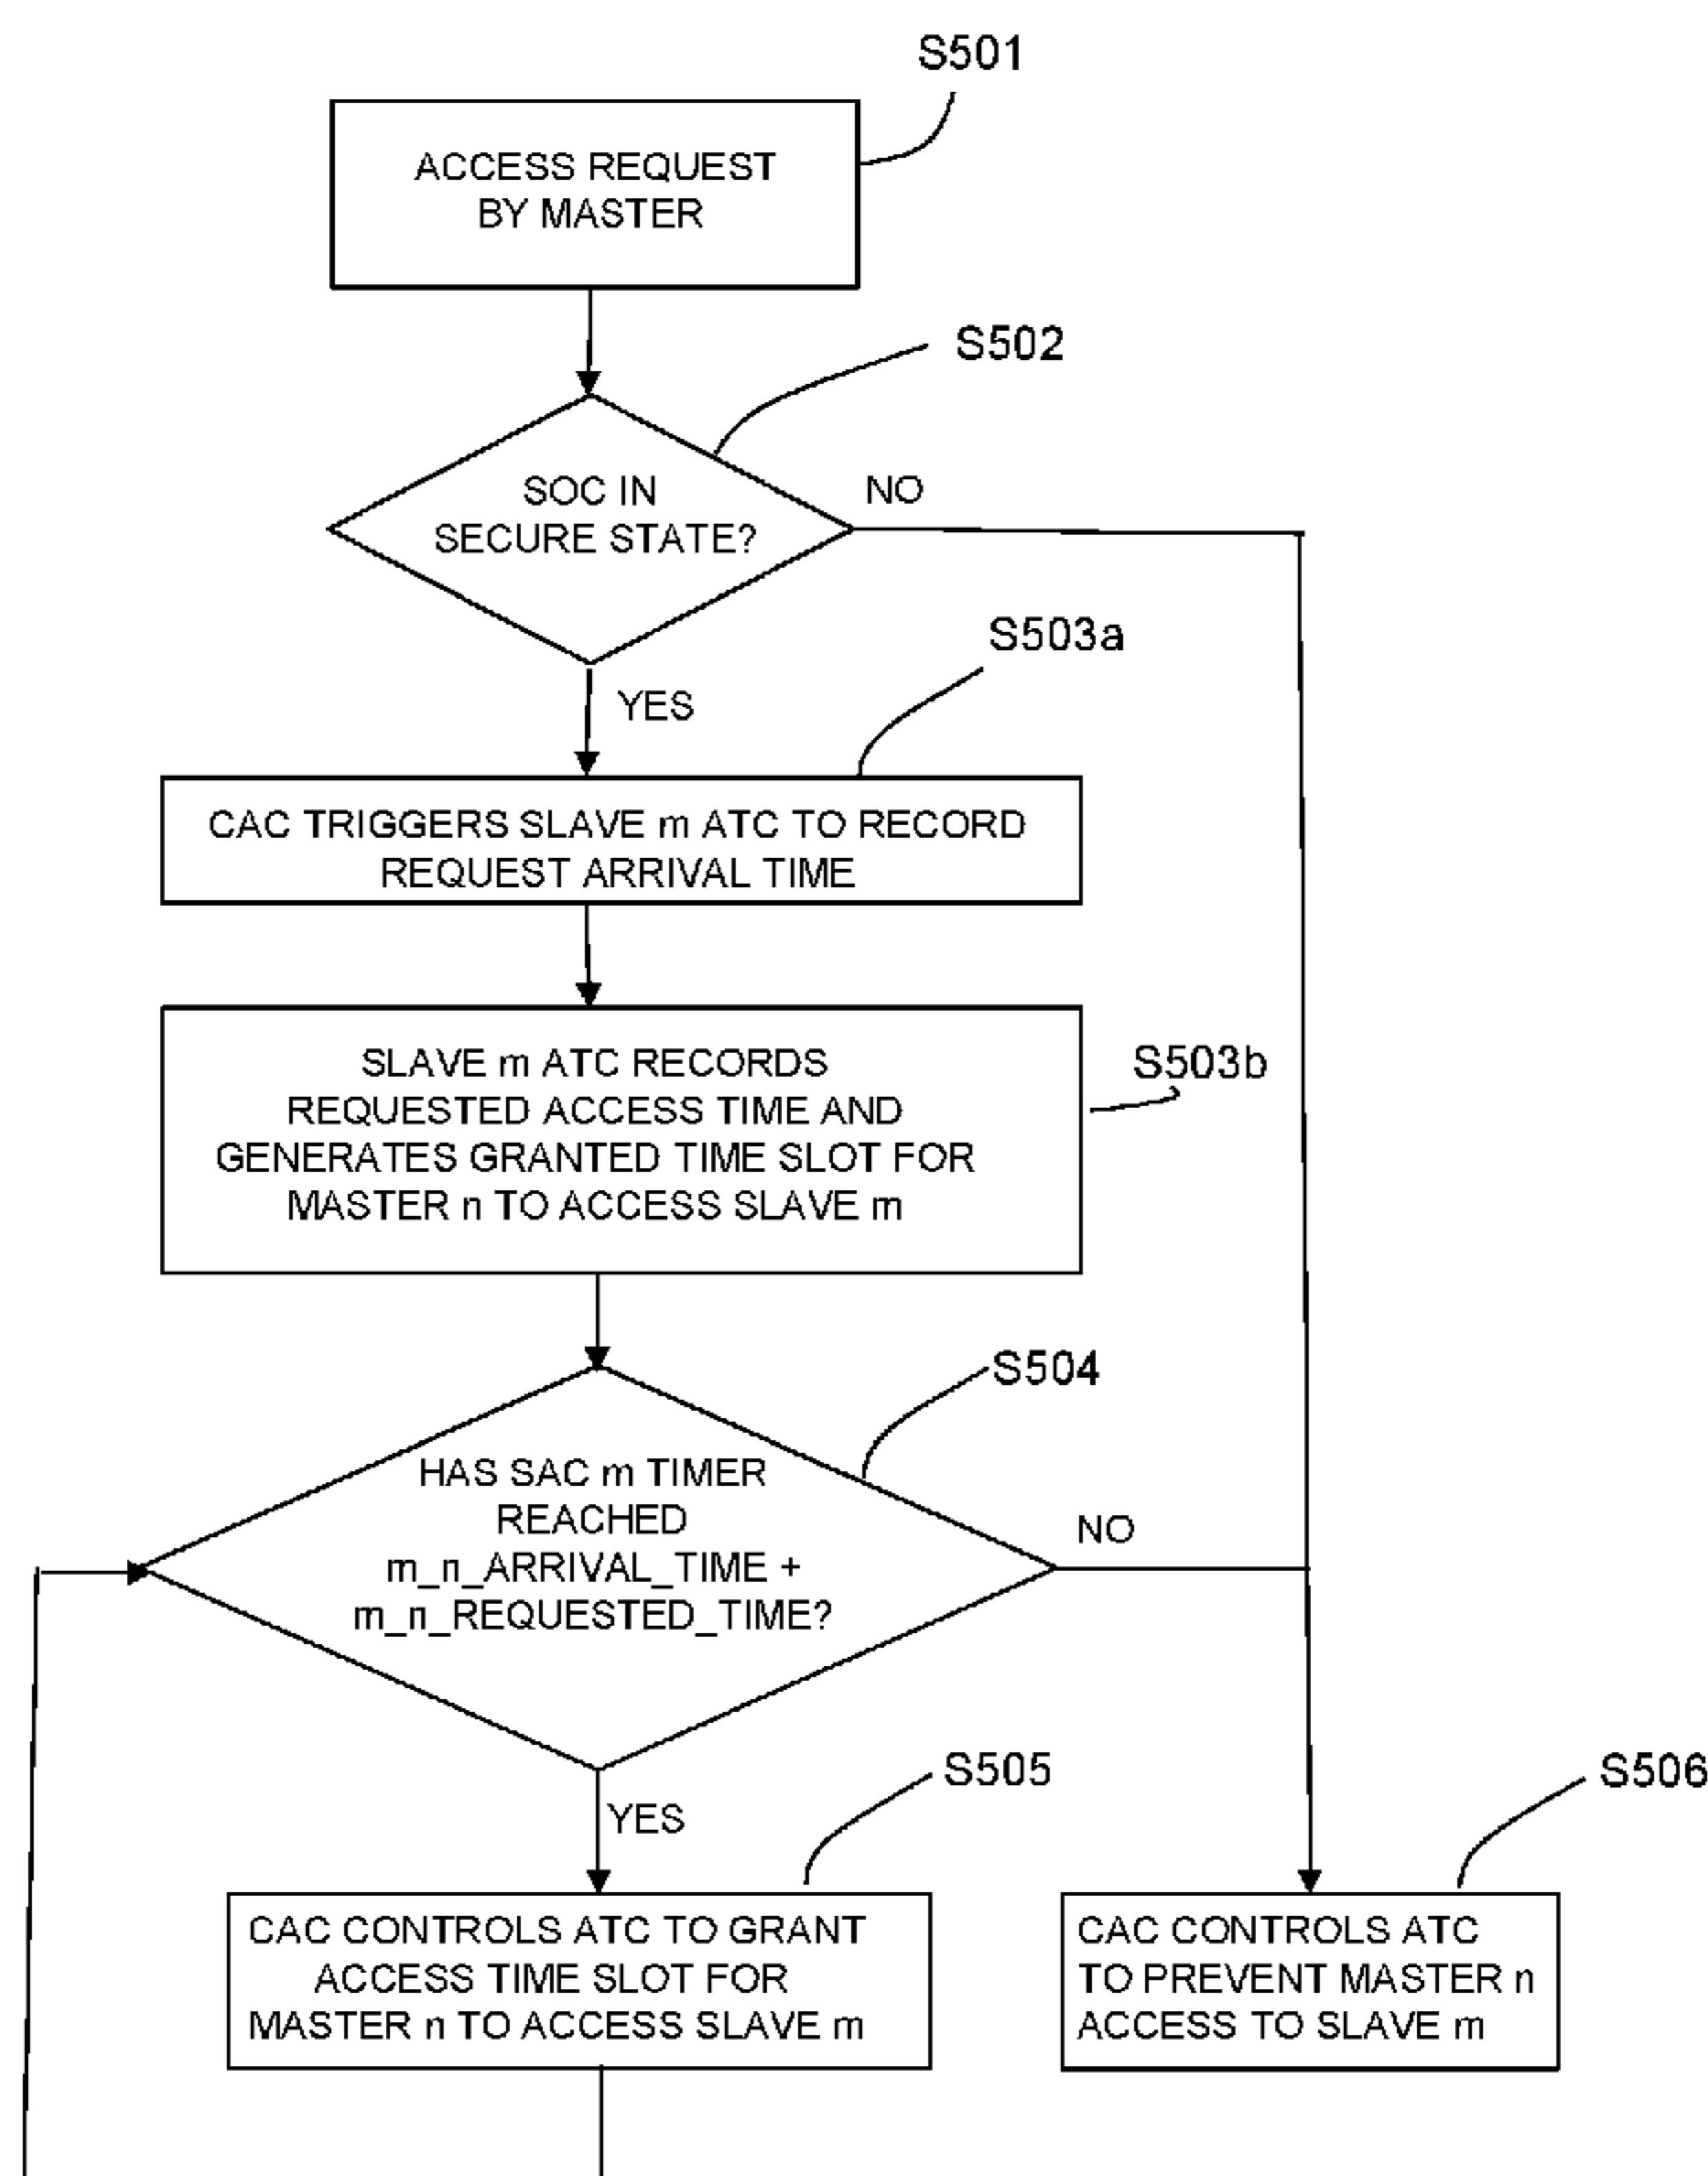 S501
ACCESS REQUEST
BY MASTER
S502
SOC IN
SECURE STATE?
NO
S503a
YES
CAC TRIGGERS SLAVE m ATC TO RECORD
REQUEST ARRIVAL TIME
SLAVE m ATC RECORDS
REQUESTED ACCESS TIME AND
GENERATES GRANTED TIME SLOT FOR
MASTER n TO ACCESS SLAVE m
S503b
S504
HAS SAC m TIMER
REACHED
m_n_ARRIVAL_TIME +
m_n_REQUESTED_TIME?
NO
S505
S506
YES
CAC CONTROLS ATC TO GRANT
ACCESS TIME SLOT FOR
MASTER n TO ACCESS SLAVE m
CAC CONTROLS ATC
TO PREVENT MASTER n
ACCESS TO SLAVE m